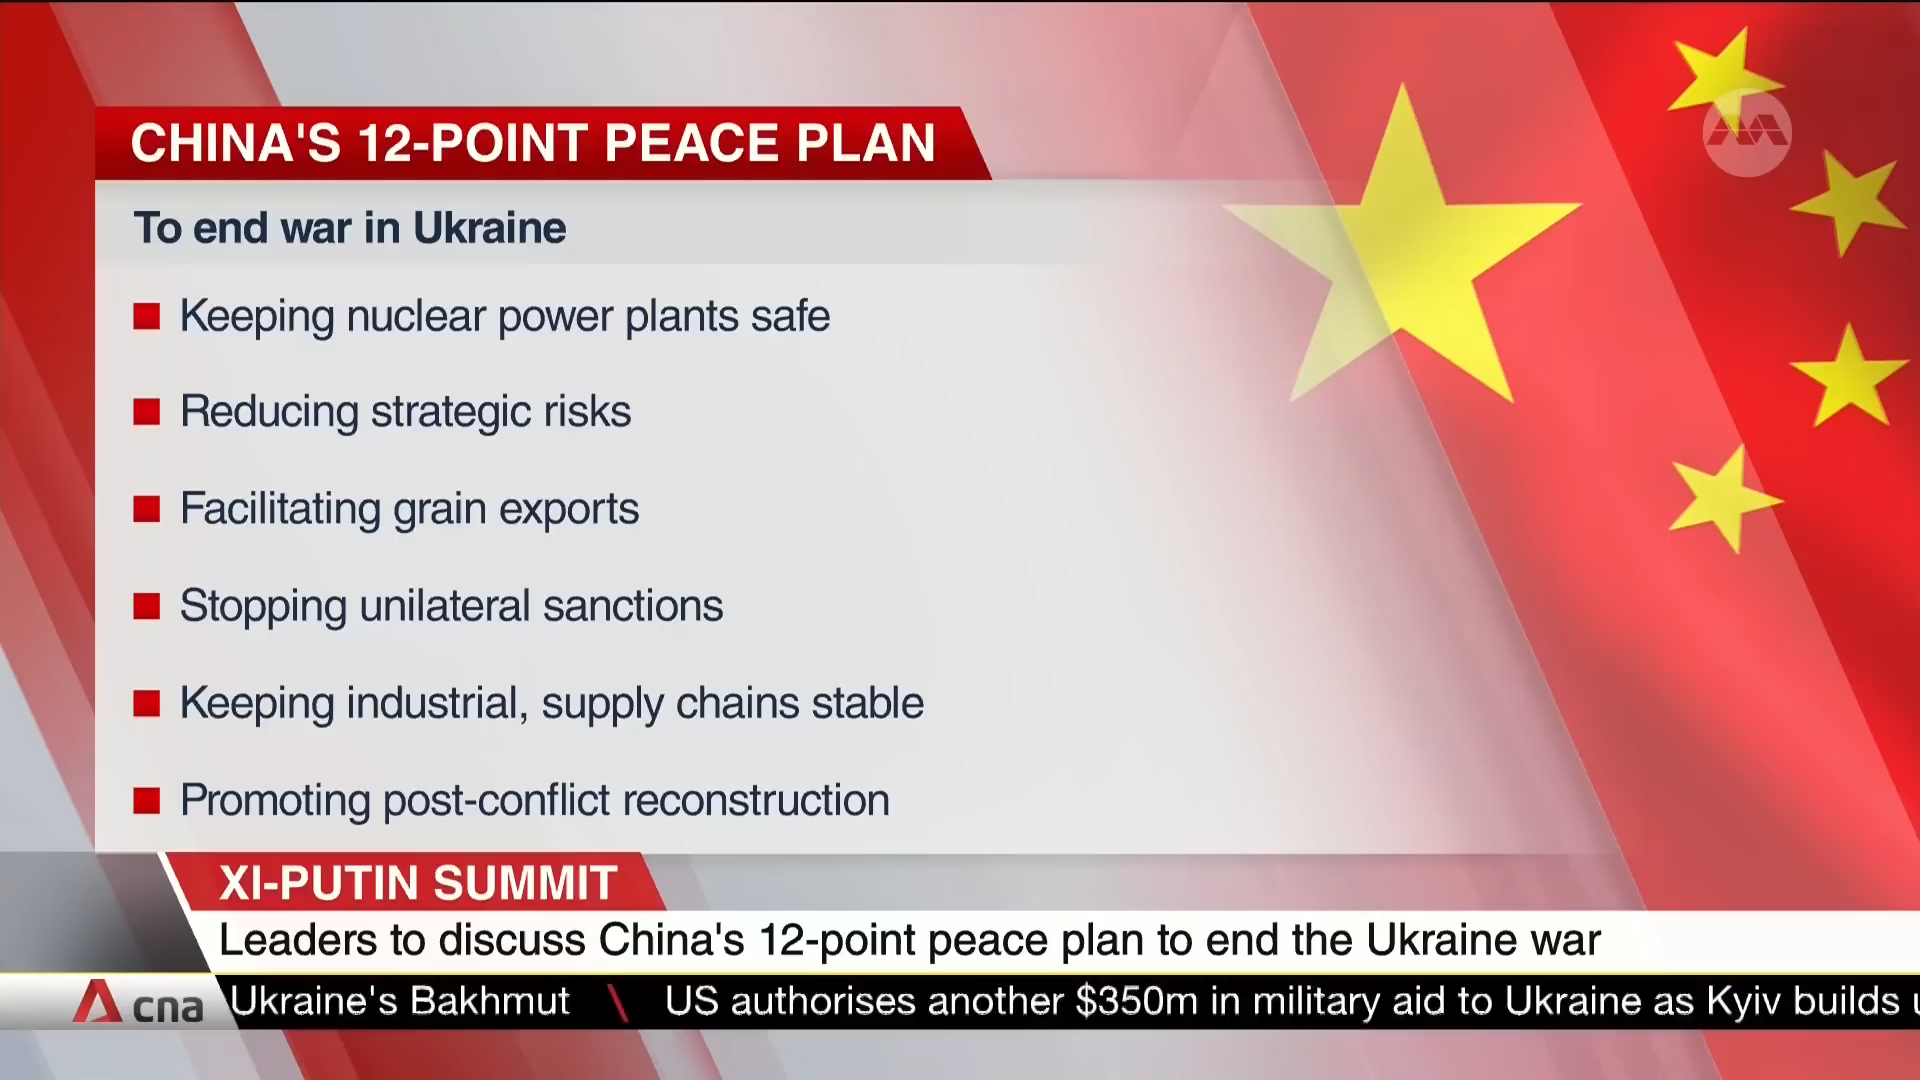 CHINA'S 12-POINT PEACE PLAN
To end war in Ukraine
Keeping nuclear power plants safe
Reducing strategic risks
Facilitating grain exports
Stopping unilateral sanctions
Keeping industrial, supply chains stable
Promoting post-conflict reconstruction
XI-PUTIN SUMMIT
Leaders to discuss China's 12-point peace plan to end the Ukraine war
cna
Ukraine's Bakhmut \ US authorises another $350m in military aid to Ukraine as Kyiv builds